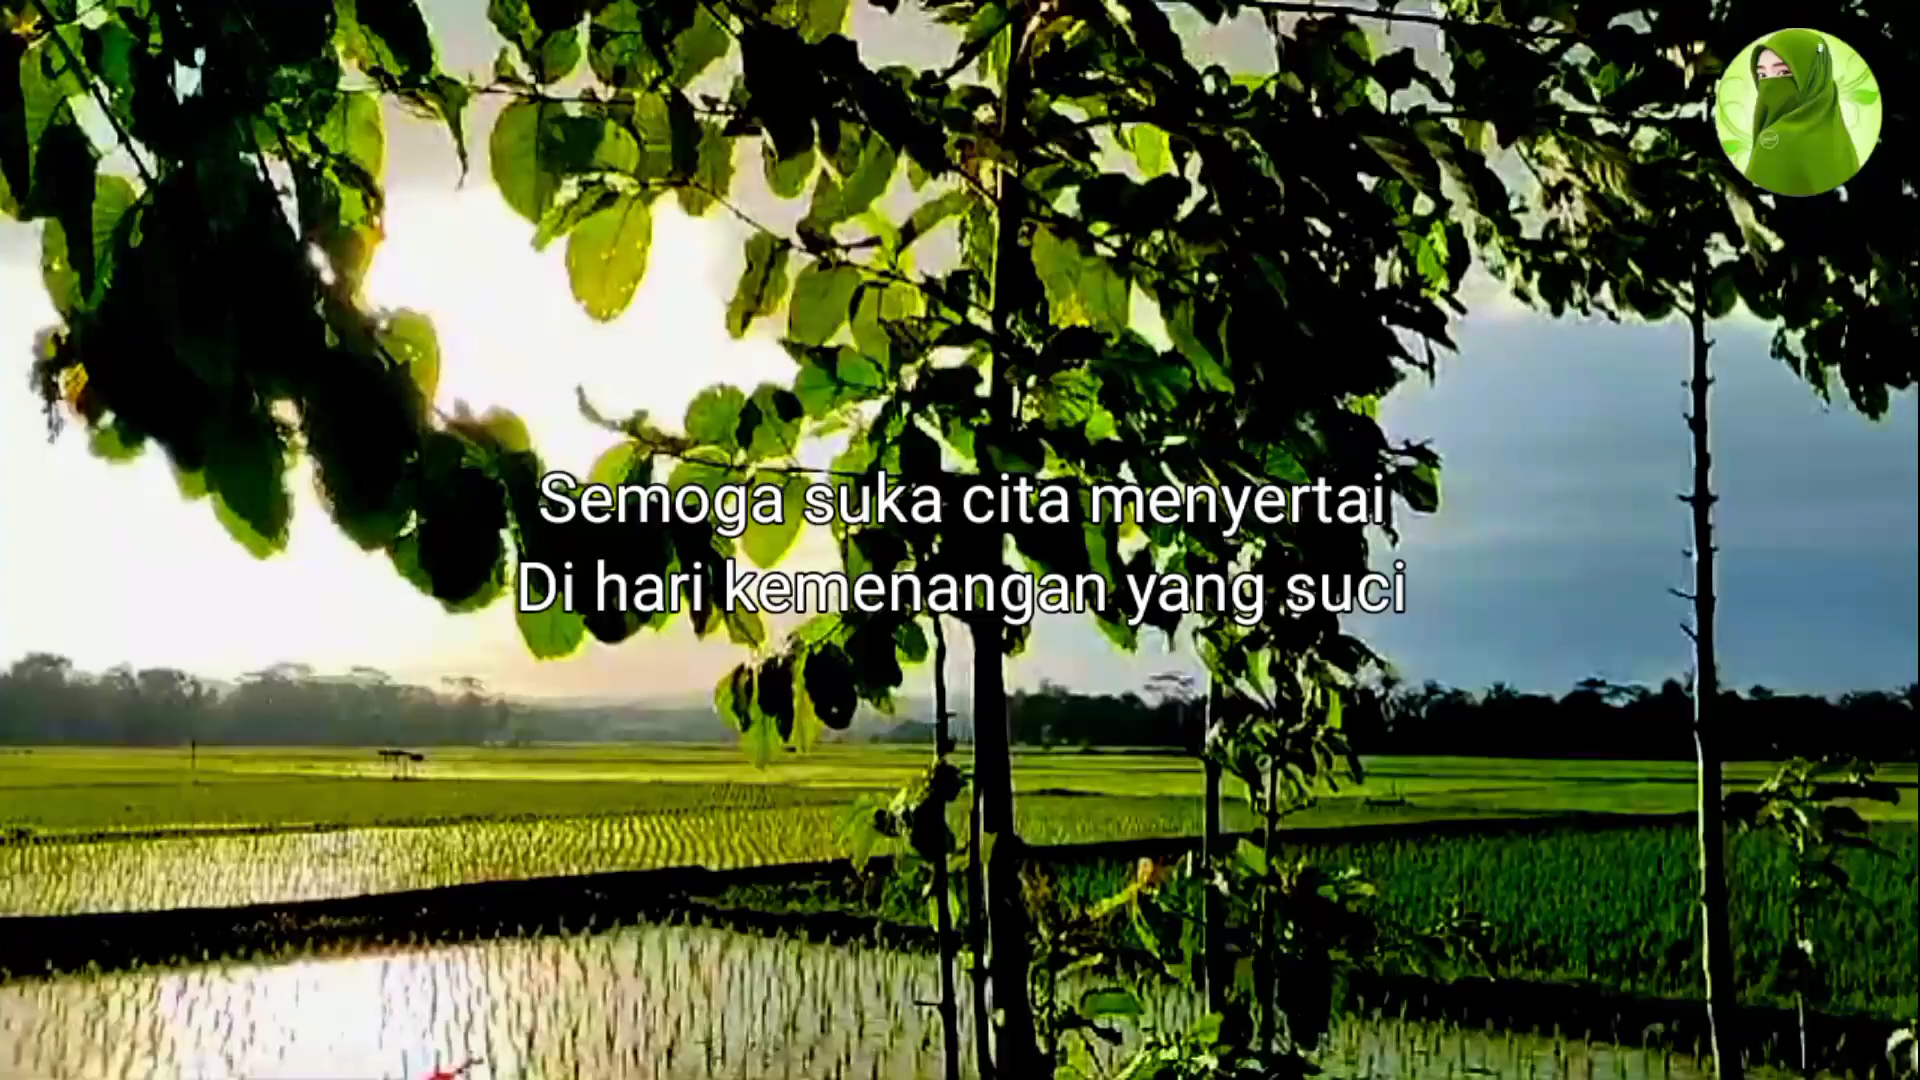 Semoga suka cita menyertai
Di hari kemenangan yang suci